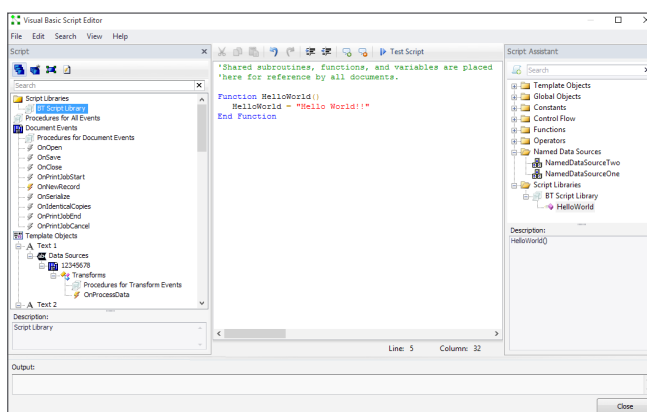 Visual Basic Script Editor
File Edit Search View Help
Script
Test Script
Script Assistant
Search
Search
Script Libraries
BT Script Library
Procedures for All Events
Document Events
Procedures for Document Events
OnOpen
OnSave
OnClose
OnPrintJobStart
OnNewRecord
OnSerialize
OnIdenticalCopies
OnPrintJobEnd
OnPrintJobCancel
Template Objects
A Text 1
Data Sources
12345678
Transforms
Procedures for Transform Events
OnProcessData
A Text 2
Description:
Script Library
'Shared subroutines, functions, and variables are placed
'here for reference by all documents.
Function HelloWorld()
HelloWorld = "Hello World!!"
End Function
Line: 5 Column: 32
Template Objects
Global Objects
Constants
Control Flow
Functions
Operators
Named Data Sources
NamedDataSourceTwo
NamedDataSourceOne
Script Libraries
BT Script Library
HelloWorld
Description:
HelloWorld()
Output:
Close